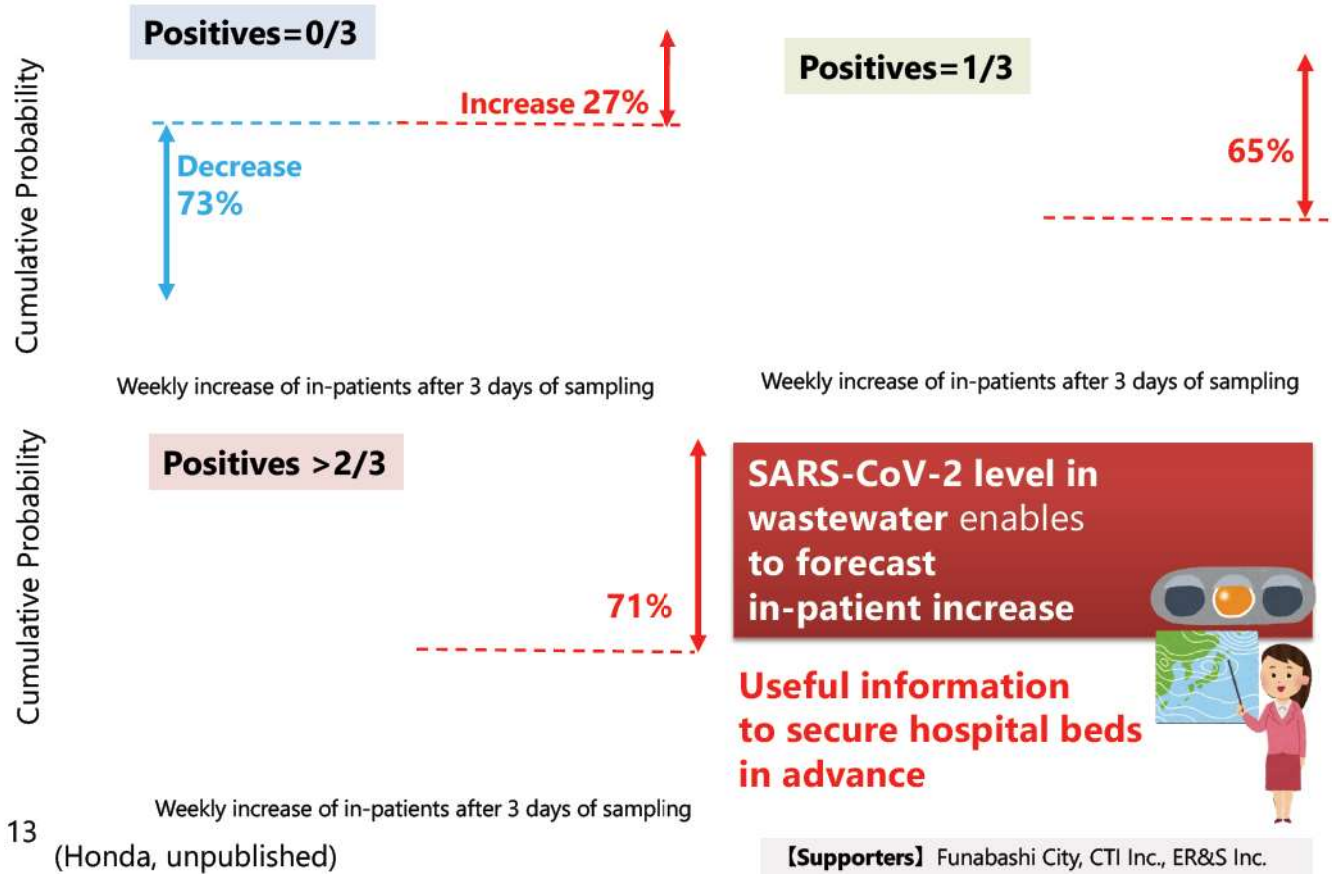 Positives=0/3
Cumulative Probability
Increase 27%
Decrease
73%
Weekly increase of in-patients after 3 days of sampling
Positives=1/3
65%
Weekly increase of in-patients after 3 days of sampling
Cumulative Probability
Positives >2/3
71%
Weekly increase of in-patients after 3 days of sampling
SARS-CoV-2 level in
wastewater enables
to forecast
in-patient increase
Useful information
to secure hospital beds
in advance
13
(Honda, unpublished)
【Supporters】Funabashi City, CTI Inc., ER&S Inc.